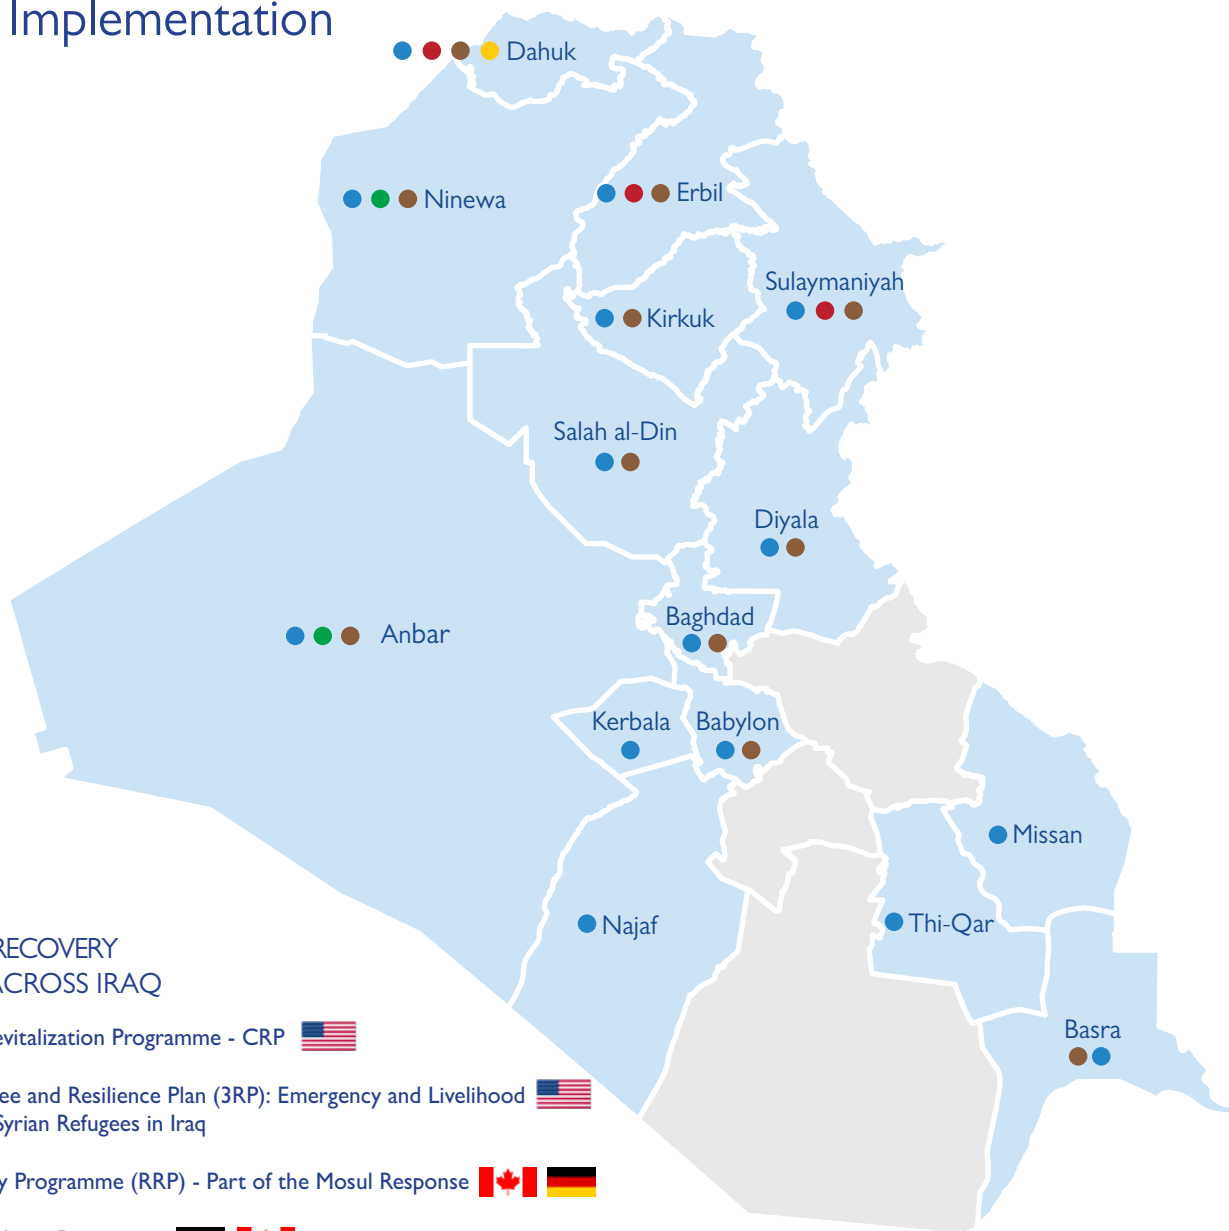 Implementation
Dahuk
Ninewa
Erbil
Sulaymaniyah
Kirkuk
Salah al-Din
Diyala
Baghdad
Anbar
Kerbala
Babylon
Missan
Najaf
Thi-Qar
Basra
RECOVERY
ACROSS IRAQ
evitalization Programme - CRP
ee and Resilience Plan (3RP): Emergency and Livelihood
Syrian Refugees in Iraq
y Programme (RRP) - Part of the Mosul Response